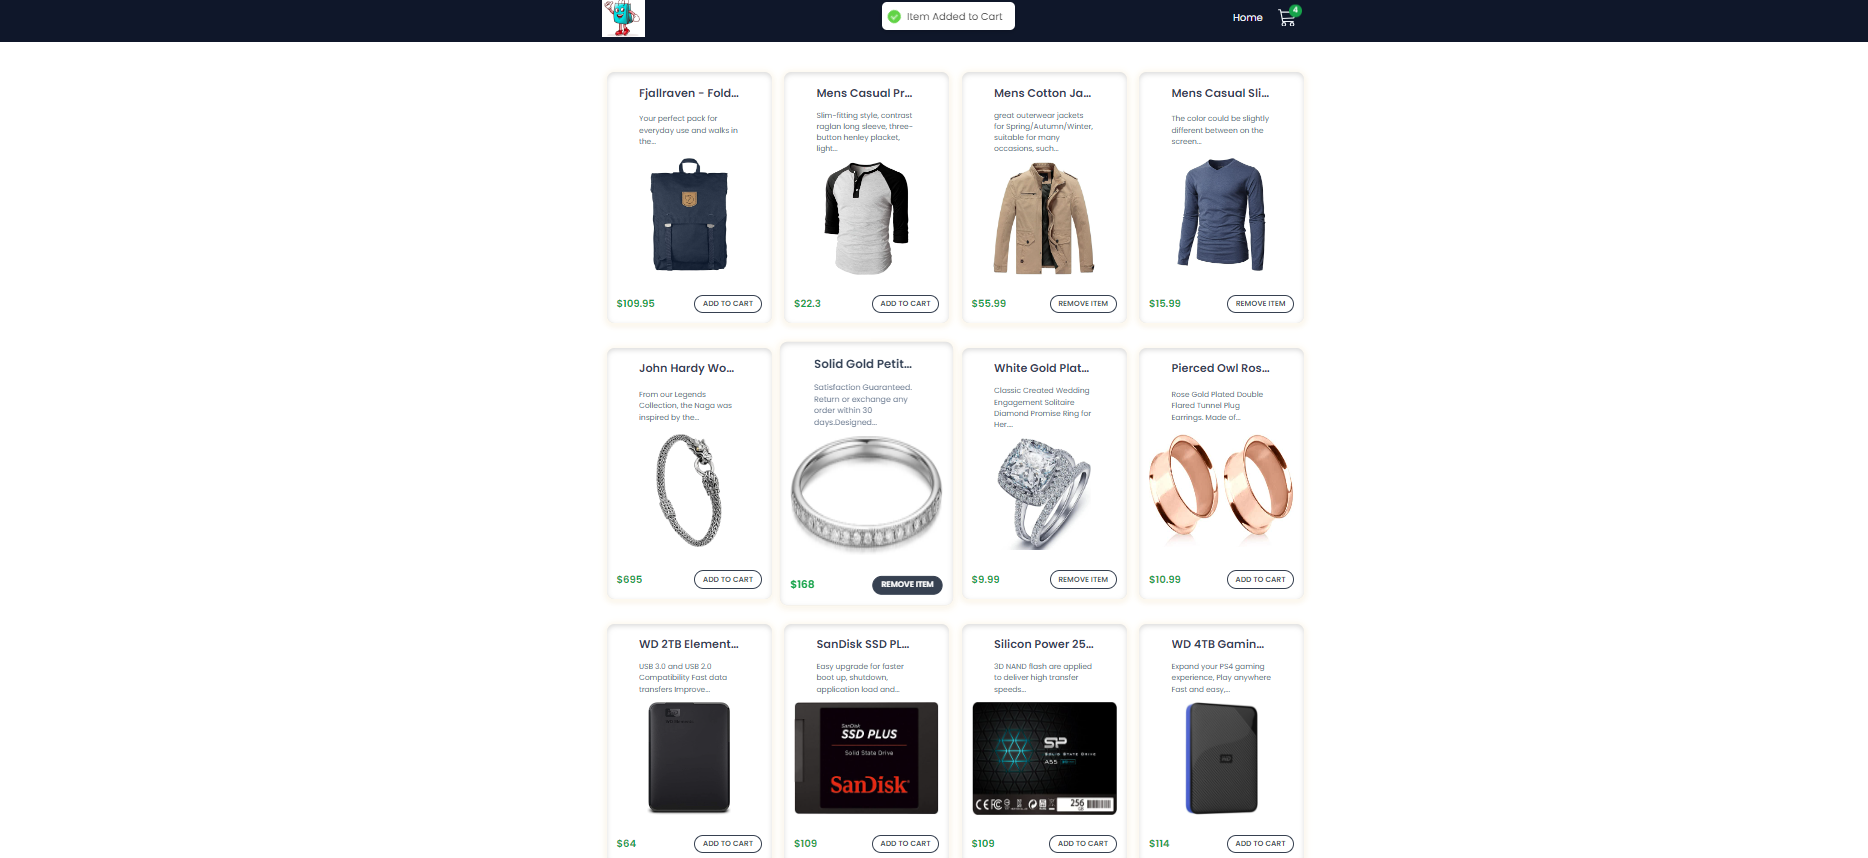 Item Added to Cart
Home
4
Fjallraven - Fold...
Your perfect pack for
everyday use and walks in
the...
$109.95
ADD TO CART
Mens Casual Pr...
Slim-fitting style, contrast
raglan long sleeve, three-
button henley placket,
light...
$22.3
ADD TO CART
Mens Cotton Ja...
great outerwear jackets
for Spring/Autumn/Winter,
suitable for many
occasions, such...
$55.99
REMOVE ITEM
Mens Casual Sli...
The color could be slightly
different between on the
screen...
$15.99
REMOVE ITEM
John Hardy Wo...
From our Legends
Collection, the Naga was
inspired by the...
$695
ADD TO CART
Solid Gold Petit...
Satisfaction Guaranteed.
Return or exchange any
order within 30
days.Designed...
$168
REMOVE ITEM
White Gold Plat...
Classic Created Wedding
Engagement Solitaire
Diamond Promise Ring for
Her....
$9.99
REMOVE ITEM
Pierced Owl Ros...
Rose Gold Plated Double
Flared Tunnel Plug
Earrings. Made of...
$10.99
ADD TO CART
WD 2TB Element...
USB 3.0 and USB 2.0
Compatibility Fast data
transfers Improve...
$64
ADD TO CART
SanDisk SSD PL...
Easy upgrade for faster
boot up, shutdown,
application load and...
SanDisk
SSD PLUS
Solid State Drive
SanDisk
$109
ADD TO CART
Silicon Power 25...
3D NAND flash are applied
to deliver high transfer
speeds...
SP
SOLID STATE DRIVE
A55
256
$109
ADD TO CART
WD 4TB Gamin...
Expand your PS4 gaming
experience, Play anywhere
Fast and easy,...
WD
$114
ADD TO CART